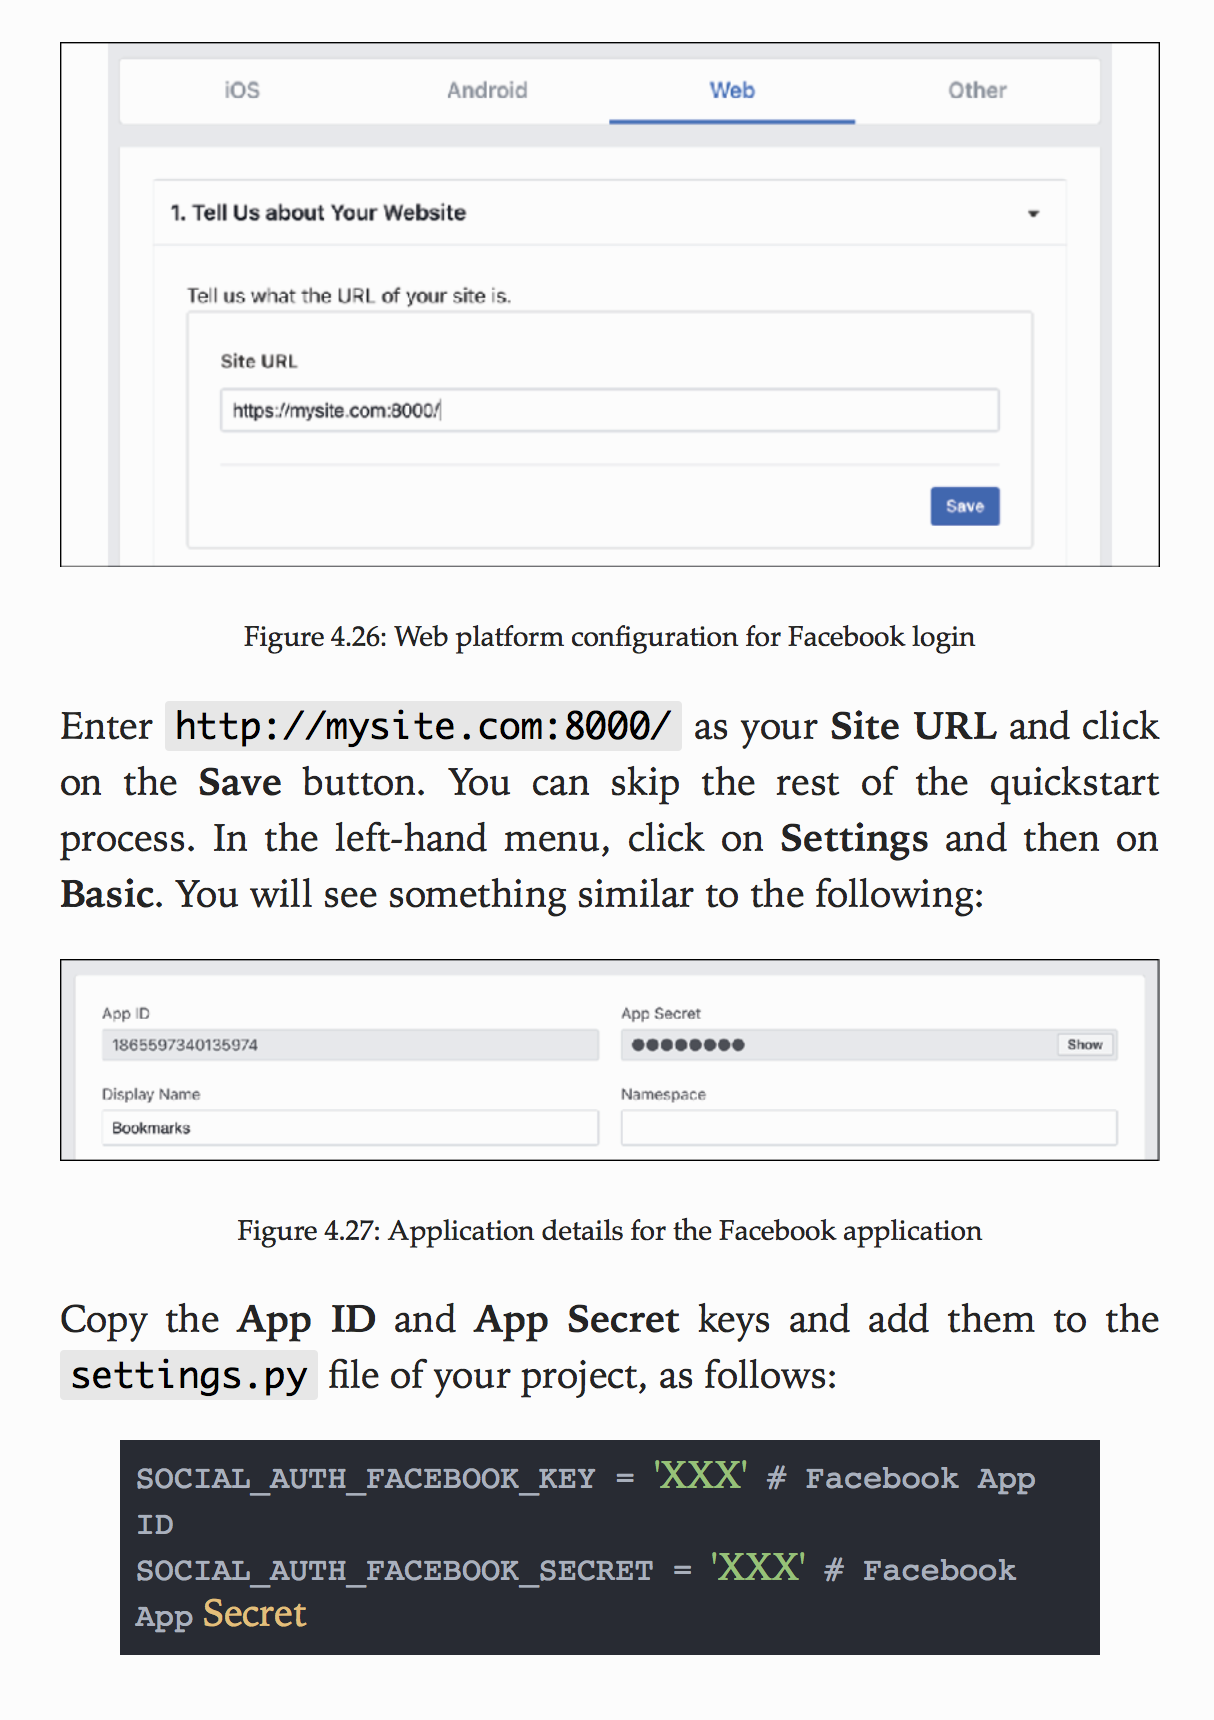 iOS Android Web Other
1. Tell Us about Your Website
Tell us what the URL of your site is.
Site URL
https://mysite.com:8000/
Save
Figure 4.26: Web platform configuration for Facebook login
Enter http://mysite.com:8000/ as your Site URL and click
on the Save button. You can skip the rest of the quickstart
process. In the left-hand menu, click on Settings and then on
Basic. You will see something similar to the following:
App ID App Secret
1865597340135974 ●●●●●●●● Show
Display Name Namespace
Bookmarks
Figure 4.27: Application details for the Facebook application
Copy the App ID and App Secret keys and add them to the
settings.py file of your project, as follows:
SOCIAL_AUTH_FACEBOOK_KEY = 'XXX' # Facebook App
ID
SOCIAL_AUTH_FACEBOOK_SECRET = 'XXX' # Facebook
App Secret